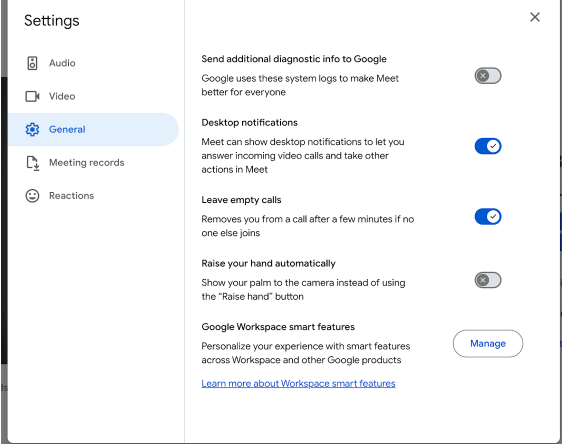 Settings
Audio
Video
General
Meeting records
Reactions
Send additional diagnostic info to Google
Google uses these system logs to make Meet
better for everyone
Desktop notifications
Meet can show desktop notifications to let you
answer incoming video calls and take other
actions in Meet
Leave empty calls
Removes you from a call after a few minutes if no
one else joins
Raise your hand automatically
Show your palm to the camera instead of using
the “Raise hand” button
Google Workspace smart features
Personalize your experience with smart features
across Workspace and other Google products
Manage
Learn more about Workspace smart features